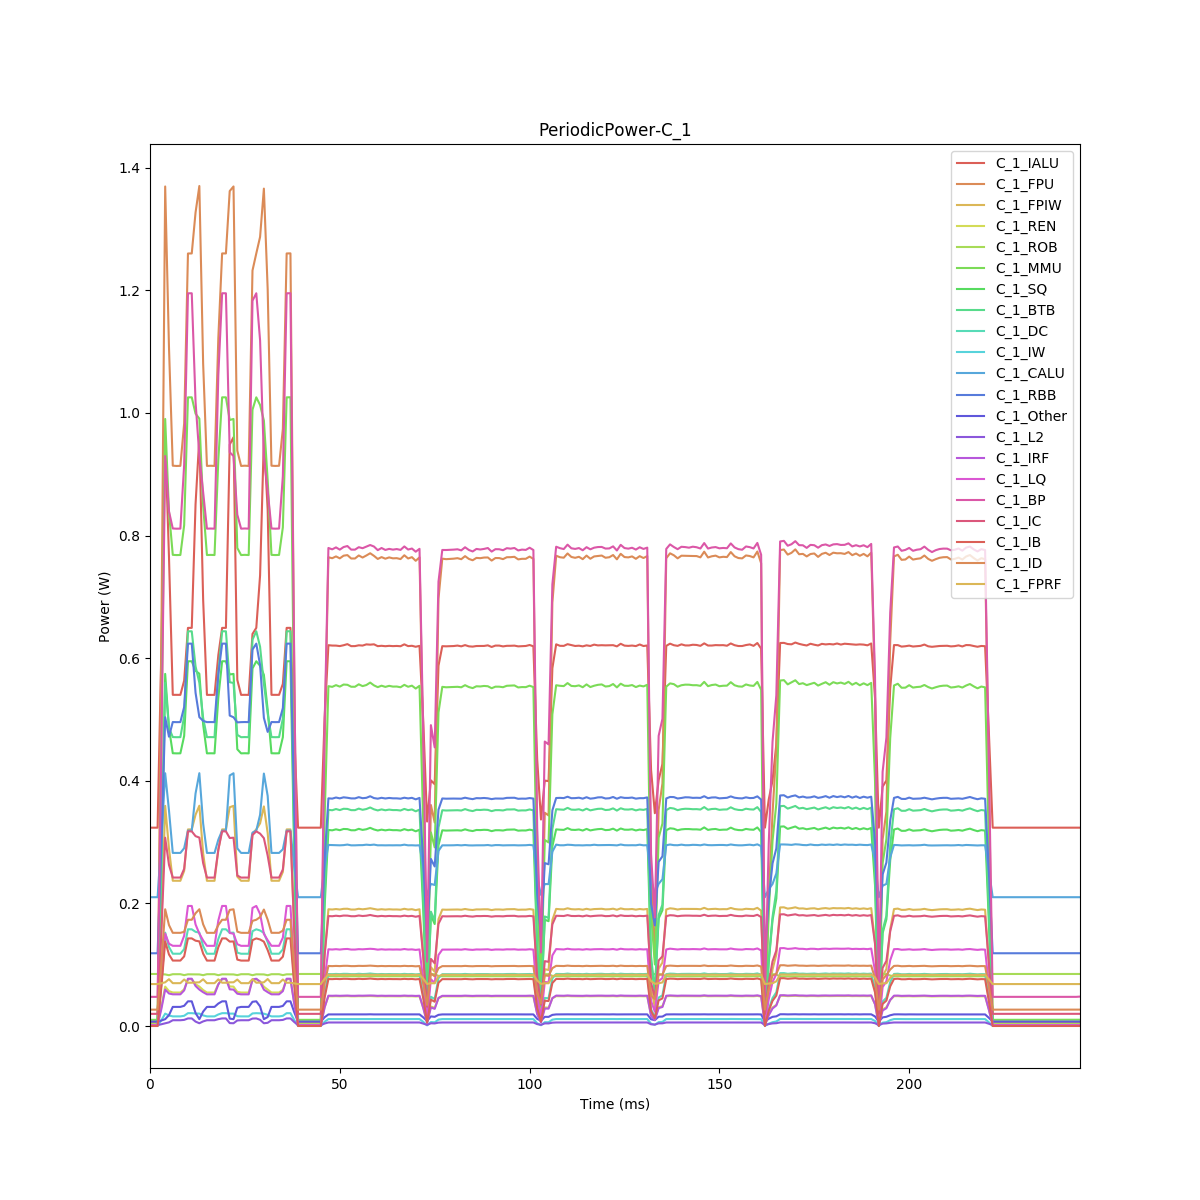 PeriodicPower-C_1
1.4
1.2
1.0
0.8
0.6
0.4
0.2
0.0
Power (W)
C_1_IALU
C_1_FPU
C_1_FPIW
C_1_REN
C_1_ROB
C_1_MMU
C_1_SQ
C_1_BTB
C_1_DC
C_1_IW
C_1_CALU
C_1_RBB
C_1_Other
C_1_L2
C_1_IRF
C_1_LQ
C_1_BP
C_1_IC
C_1_IB
C_1_ID
C_1_FPRF
0 50 100 150 200
Time (ms)